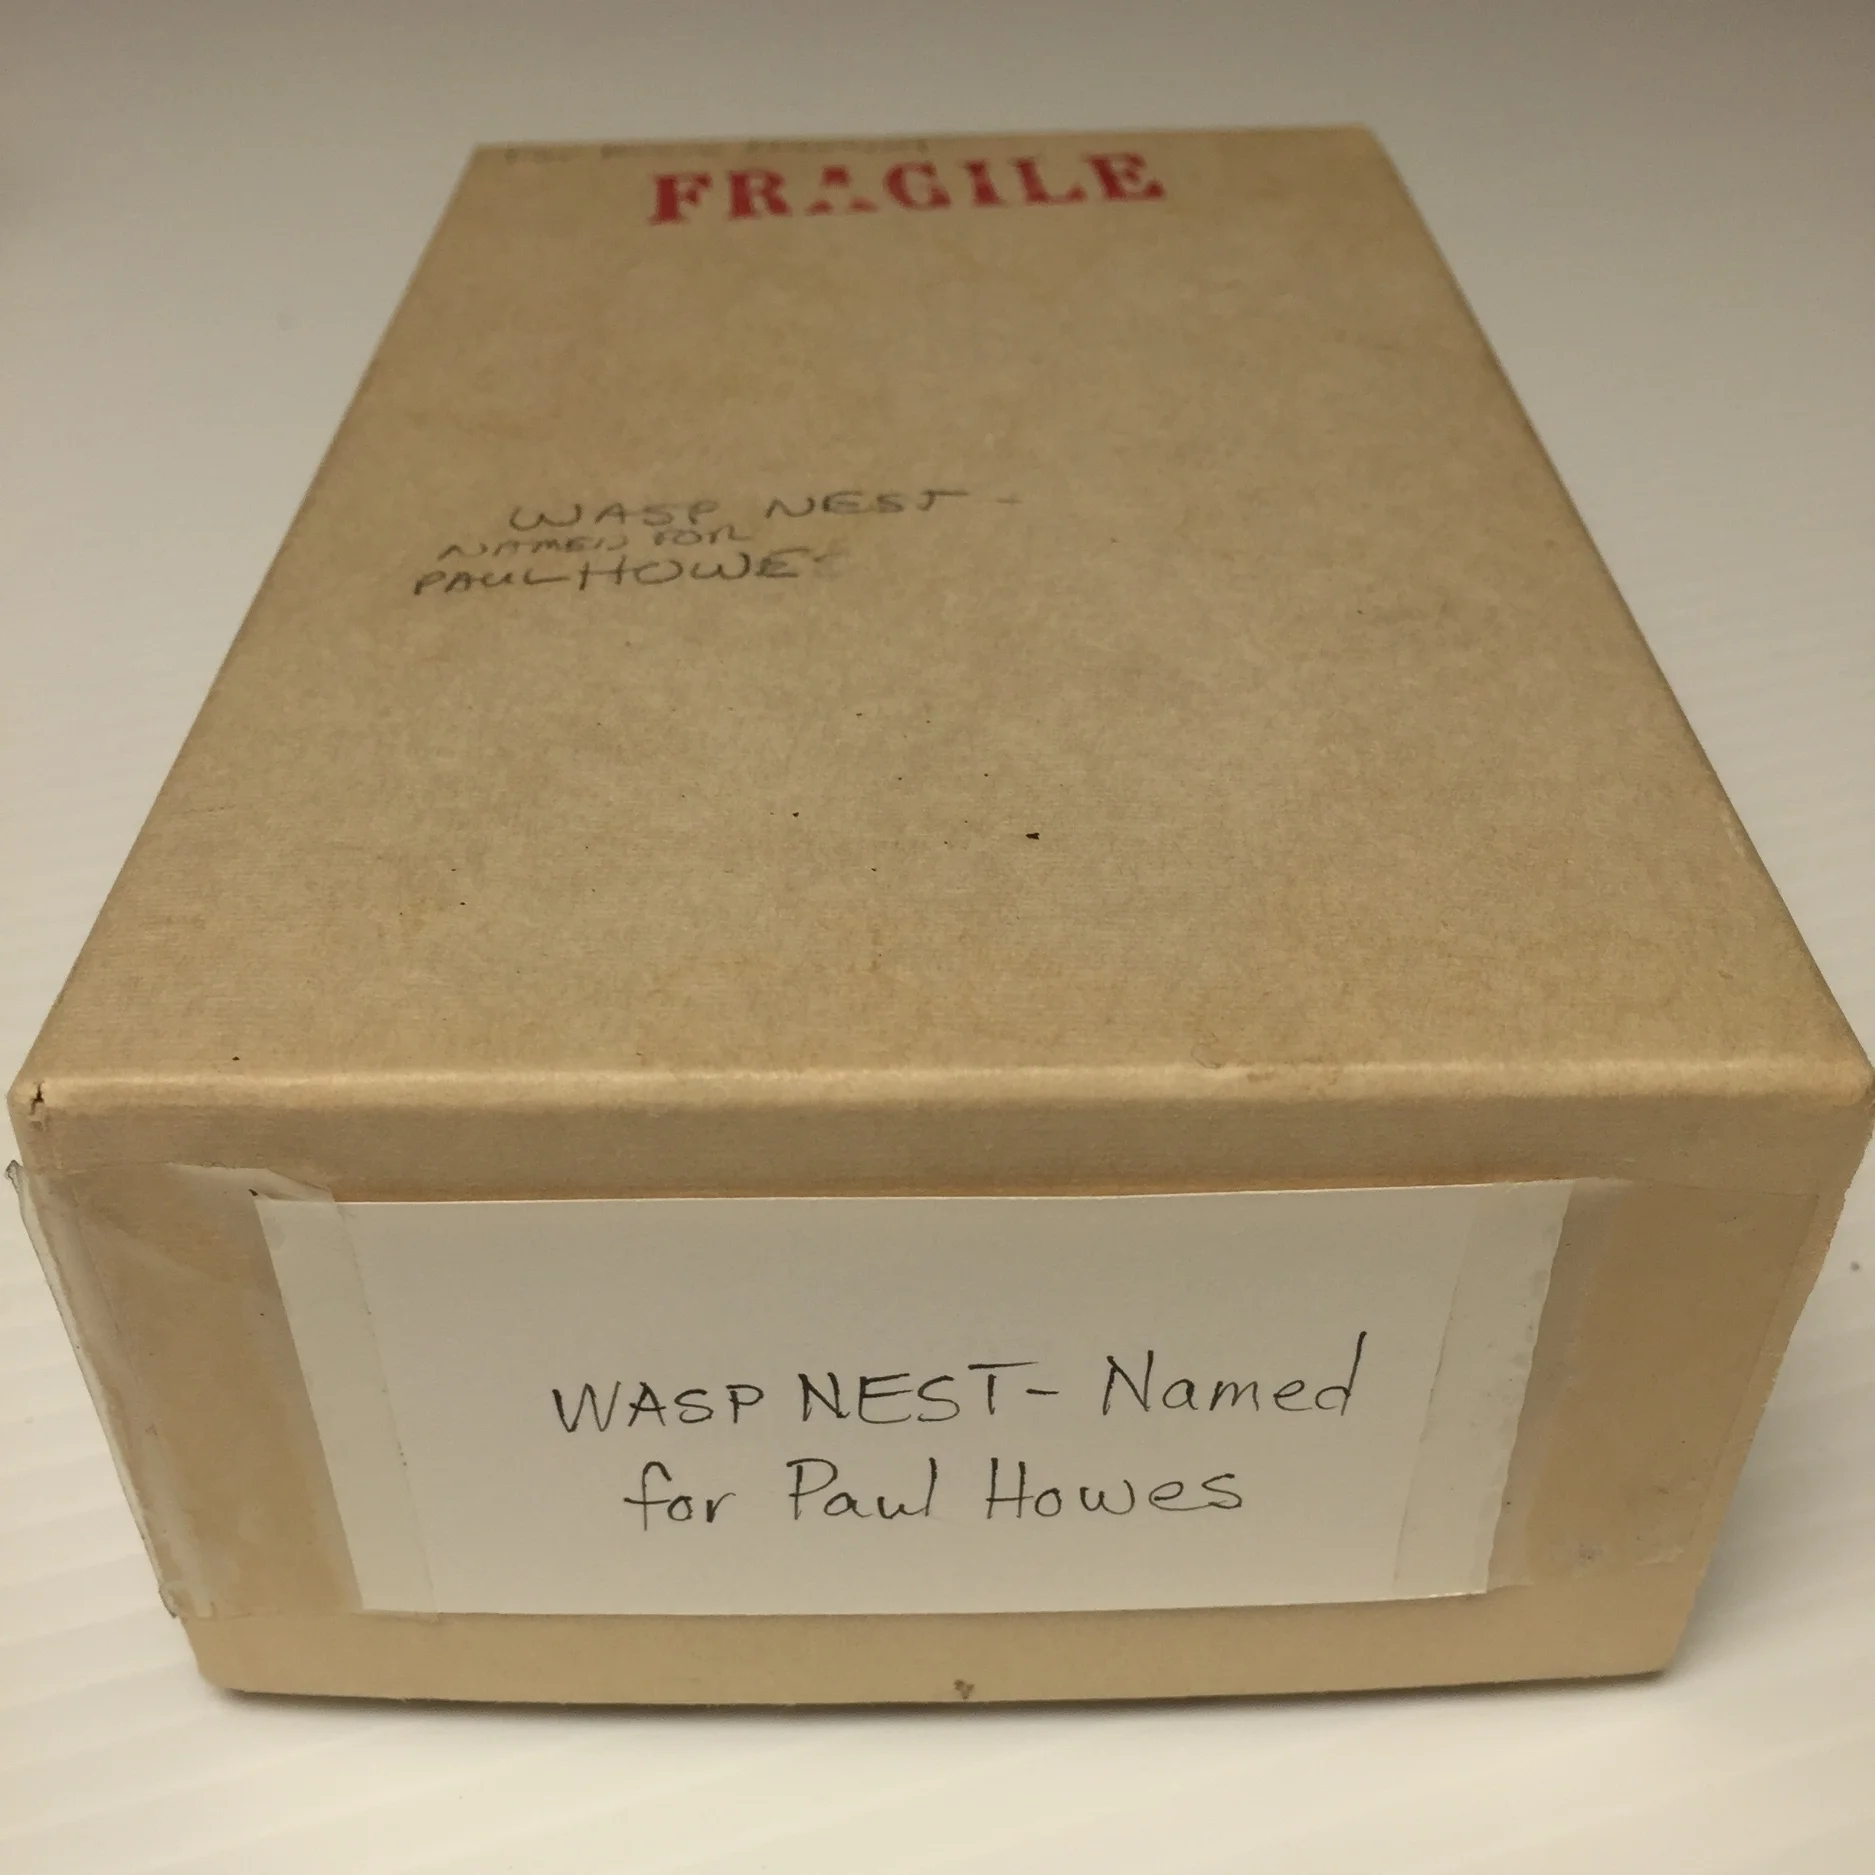 FRAGILE
WASP NEST -
NAMED FOR
PAUL HOWES
WASP NEST - Named
for Paul Howes